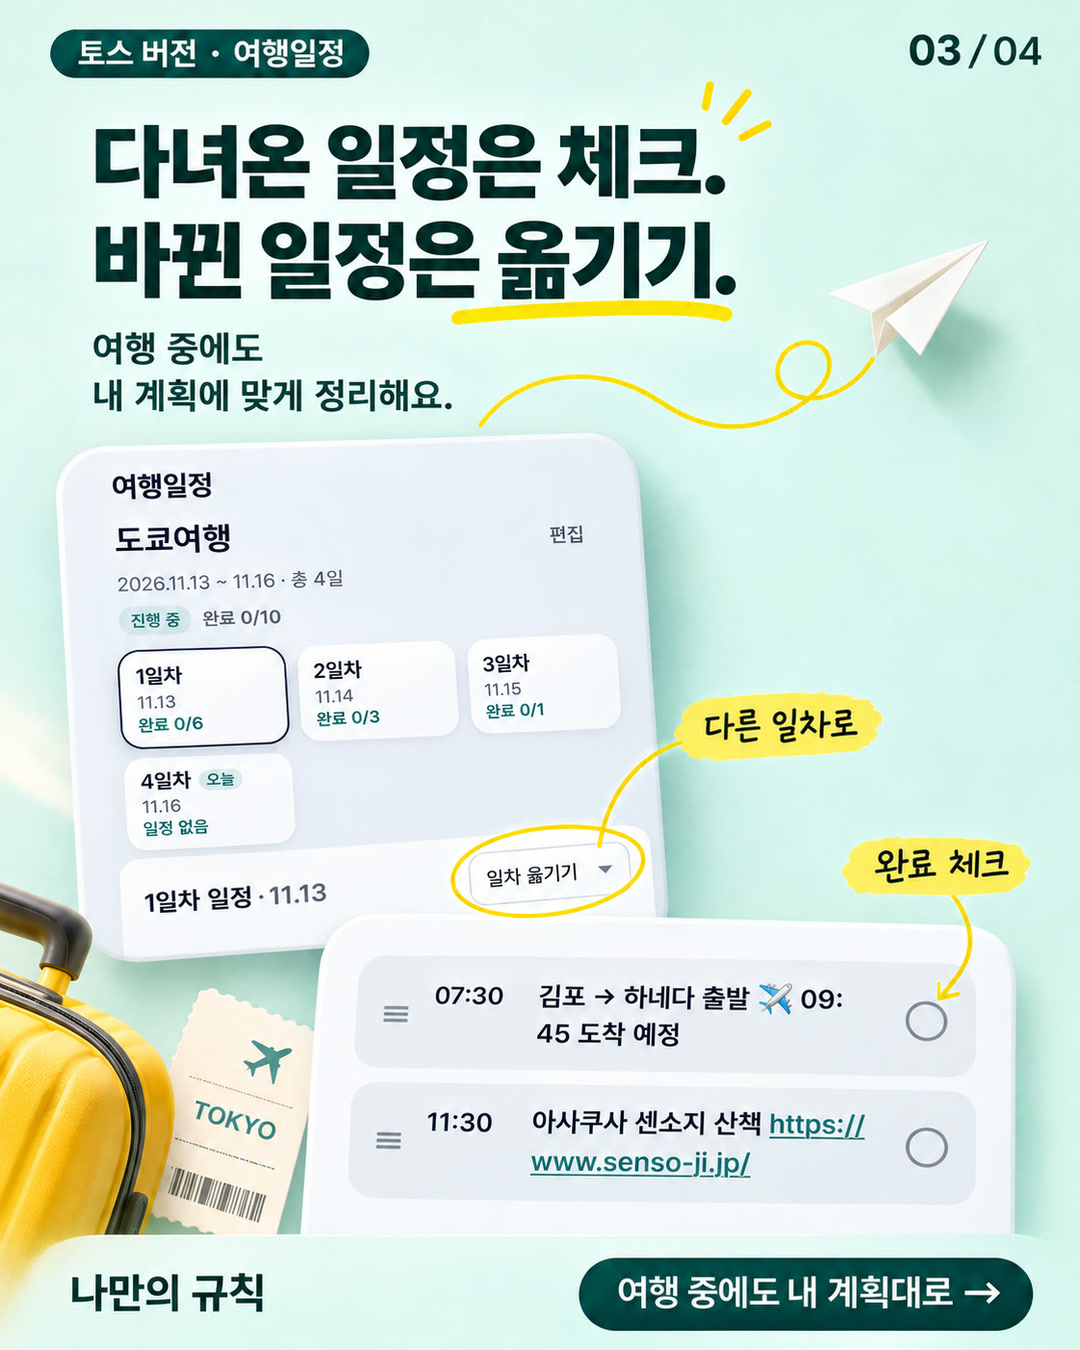 토스 버전 · 여행일정
03 / 04
다녀온 일정은 체크.
바뀐 일정은 옮기기.
여행 중에도
내 계획에 맞게 정리해요.
여행일정
도쿄여행
편집
2026.11.13 ~ 11.16 · 총 4일
진행 중 완료 0/10
1일차
11.13
완료 0/6
2일차
11.14
완료 0/3
3일차
11.15
완료 0/1
4일차 오늘
11.16
일정 없음
다른 일차로
1일차 일정 · 11.13
일차 옮기기
완료 체크
07:30 김포 → 하네다 출발 ✈️ 09:
45 도착 예정
11:30 아사쿠사 센소지 산책 https://
www.senso-ji.jp/
TOKYO
나만의 규칙
여행 중에도 내 계획대로 →